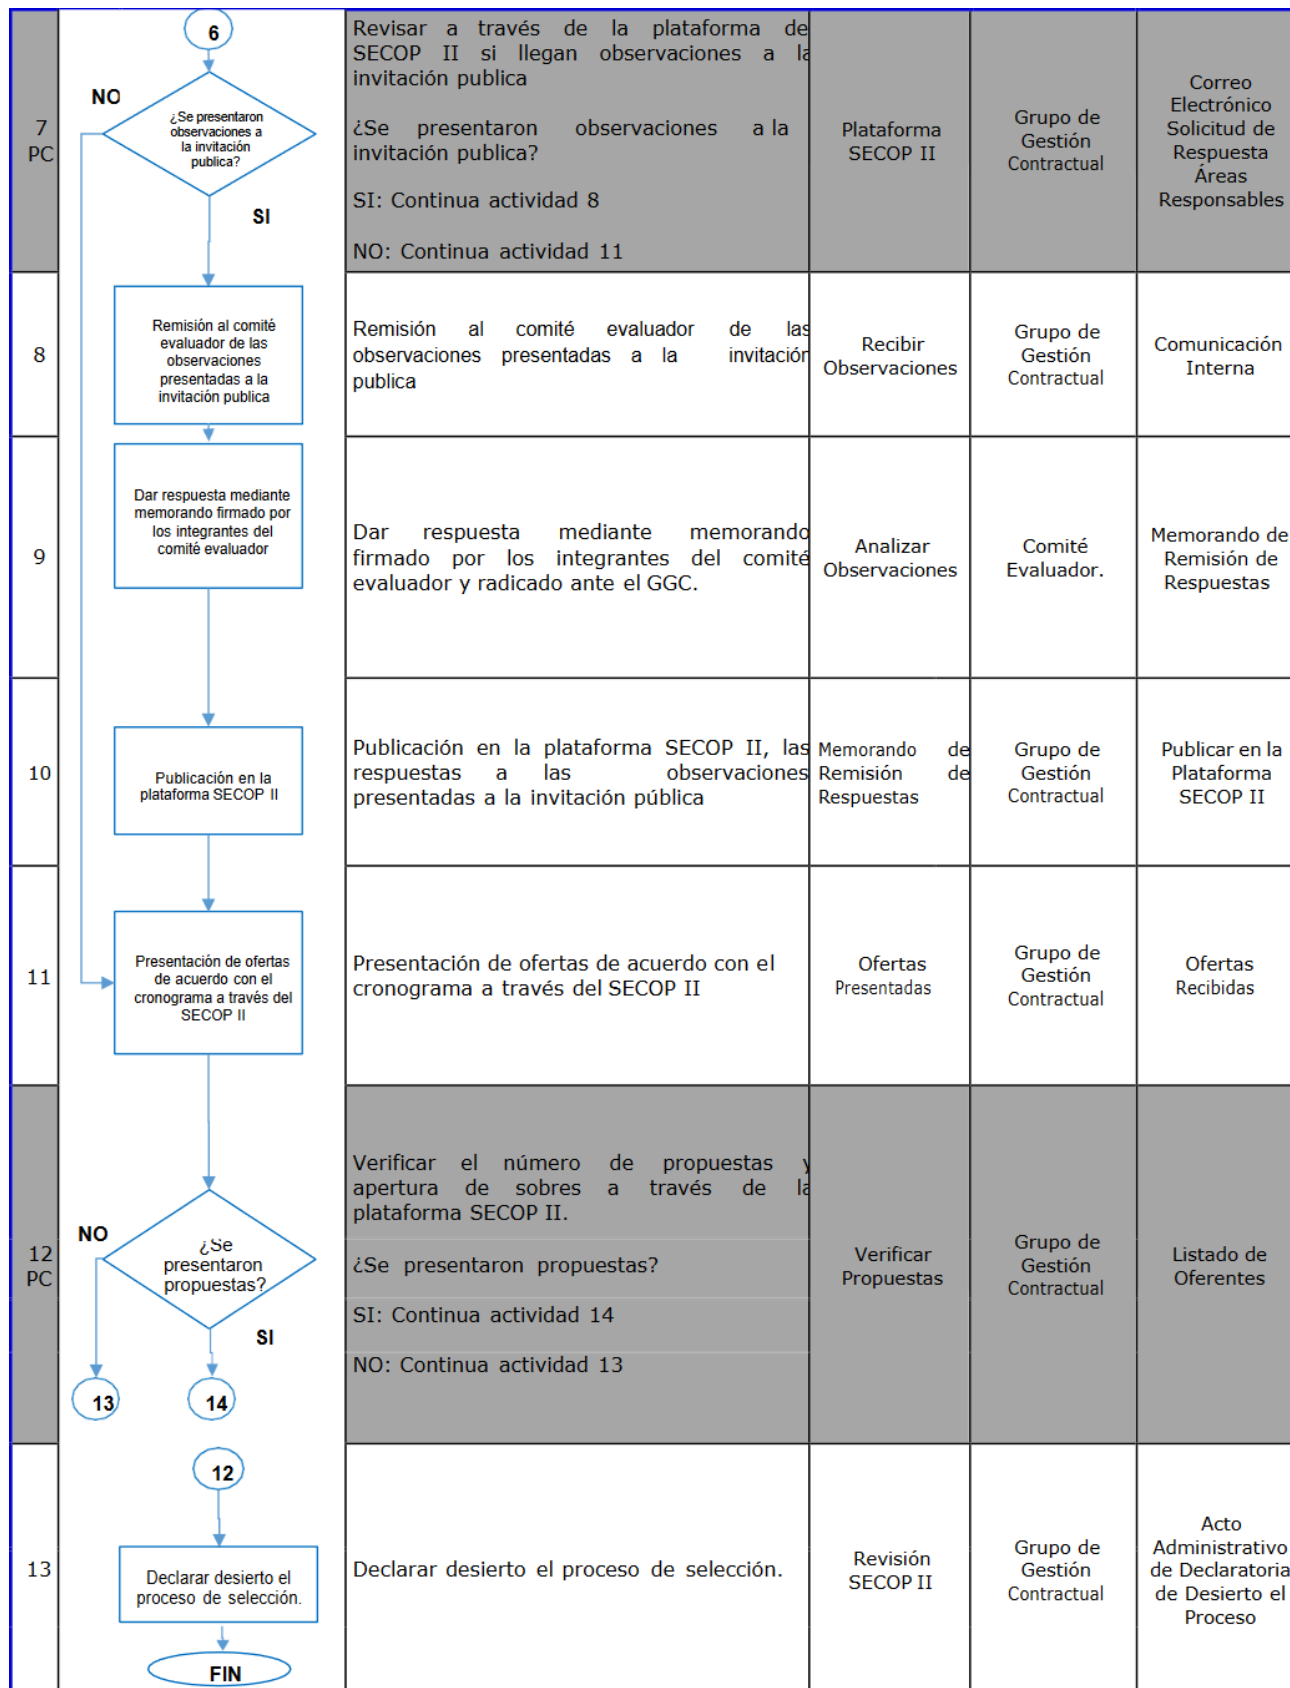 6
NO
¿Se presentaron
observaciones a
la invitación
publica?
SI
7
PC
Revisar a través de la plataforma de
SECOP II si llegan observaciones a la
invitación publica
¿Se presentaron observaciones a la
invitación publica?
SI: Continua actividad 8
NO: Continua actividad 11
Plataforma
SECOP II
Grupo de
Gestión
Contractual
Correo
Electrónico
Solicitud de
Respuesta
Áreas
Responsables
8
Remisión al comité
evaluador de las
observaciones
presentadas a la
invitación publica
Remisión al comité evaluador de las
observaciones presentadas a la invitación
publica
Recibir
Observaciones
Grupo de
Gestión
Contractual
Comunicación
Interna
9
Dar respuesta mediante
memorando firmado por
los integrantes del
comité evaluador
Dar respuesta mediante memorando
firmado por los integrantes del comité
evaluador y radicado ante el GGC.
Analizar
Observaciones
Comité
Evaluador.
Memorando de
Remisión de
Respuestas
10
Publicación en la
plataforma SECOP II
Publicación en la plataforma SECOP II, las
respuestas a las observaciones
presentadas a la invitación pública
Memorando de
Remisión de
Respuestas
Grupo de
Gestión
Contractual
Publicar en la
Plataforma
SECOP II
11
Presentación de ofertas
de acuerdo con el
cronograma a través del
SECOP II
Presentación de ofertas de acuerdo con el
cronograma a través del SECOP II
Ofertas
Presentadas
Grupo de
Gestión
Contractual
Ofertas
Recibidas
12
PC
NO
¿Se
presentaron
propuestas?
SI
13
14
Verificar el número de propuestas y
apertura de sobres a través de la
plataforma SECOP II.
¿Se presentaron propuestas?
SI: Continua actividad 14
NO: Continua actividad 13
Verificar
Propuestas
Grupo de
Gestión
Contractual
Listado de
Oferentes
13
12
Declarar desierto el
proceso de selección.
FIN
Declarar desierto el proceso de selección.
Revisión
SECOP II
Grupo de
Gestión
Contractual
Acto
Administrativo
de Declaratoria
de Desierto el
Proceso